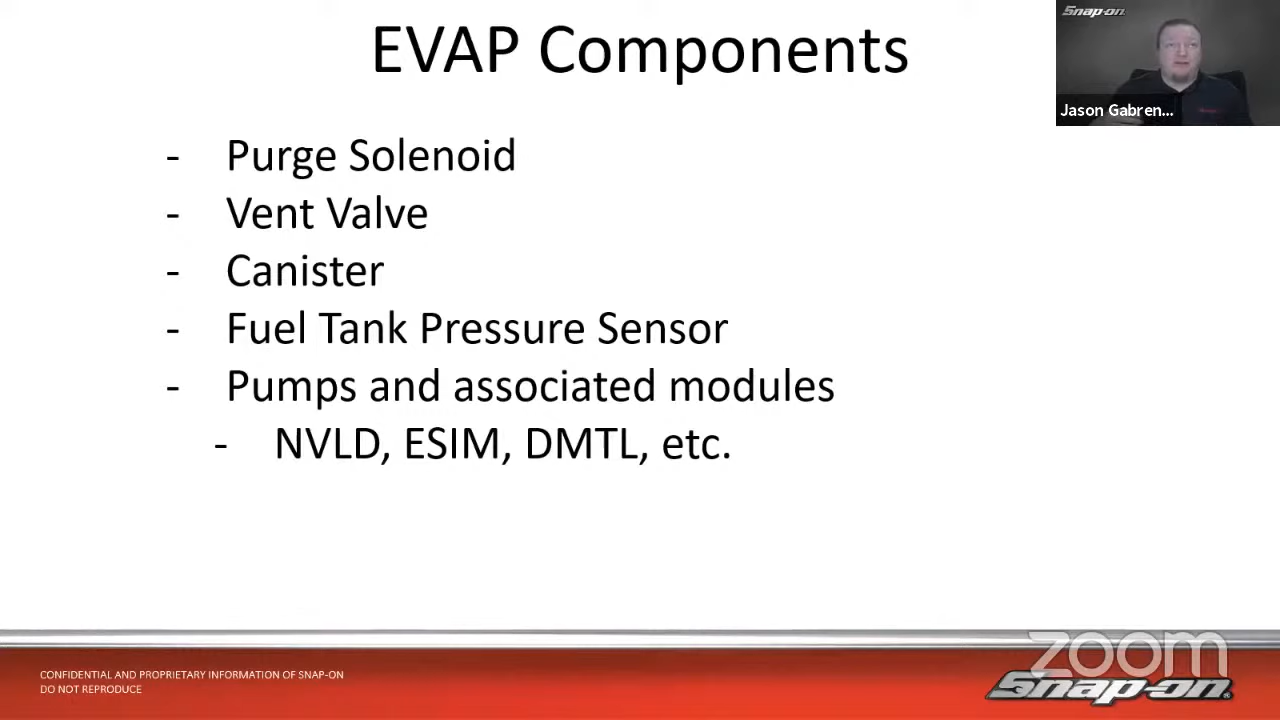 EVAP Components
Snap-on
Jason Gabren...
- Purge Solenoid
- Vent Valve
- Canister
- Fuel Tank Pressure Sensor
- Pumps and associated modules
- NVLD, ESIM, DMTL, etc.
CONFIDENTIAL AND PROPRIETARY INFORMATION OF SNAP-ON
DO NOT REPRODUCE
zoom
Snap-on